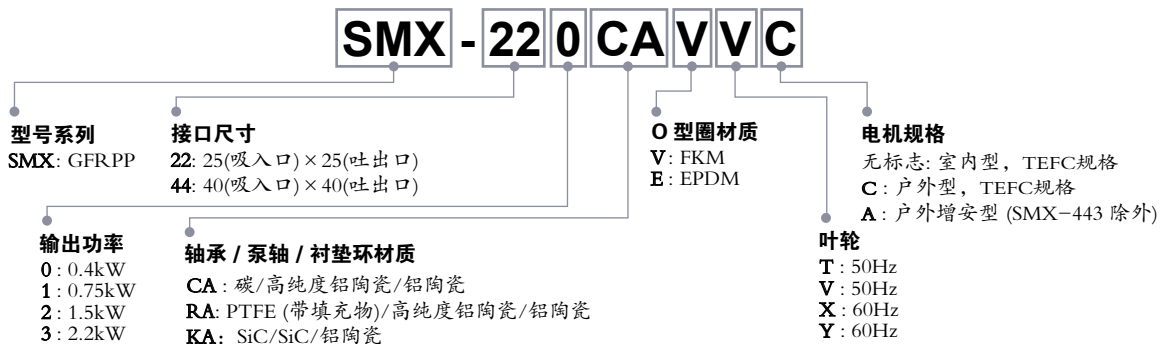 SMX - 22 0 CA V V C
型号系列
SMX: GFRPP
接口尺寸
22: 25(吸入口)×25(吐出口)
44: 40(吸入口)×40(吐出口)
O 型圈材质
V: FKM
E: EPDM
电机规格
无标志: 室内型，TEFC规格
C : 户外型，TEFC规格
A : 户外增安型 (SMX-443 除外)
输出功率
0 : 0.4kW
1 : 0.75kW
2 : 1.5kW
3 : 2.2kW
轴承 / 泵轴 / 衬垫环材质
CA : 碳/高纯度铝陶瓷/铝陶瓷
RA: PTFE (带填充物)/高纯度铝陶瓷/铝陶瓷
KA: SiC/SiC/铝陶瓷
叶轮
T : 50Hz
V : 50Hz
X : 60Hz
Y : 60Hz